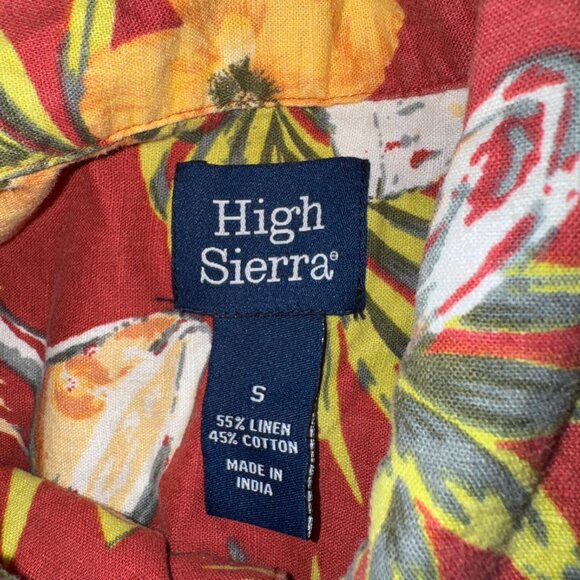 High
Sierra®
S
55% LINEN
45% COTTON
MADE IN
INDIA